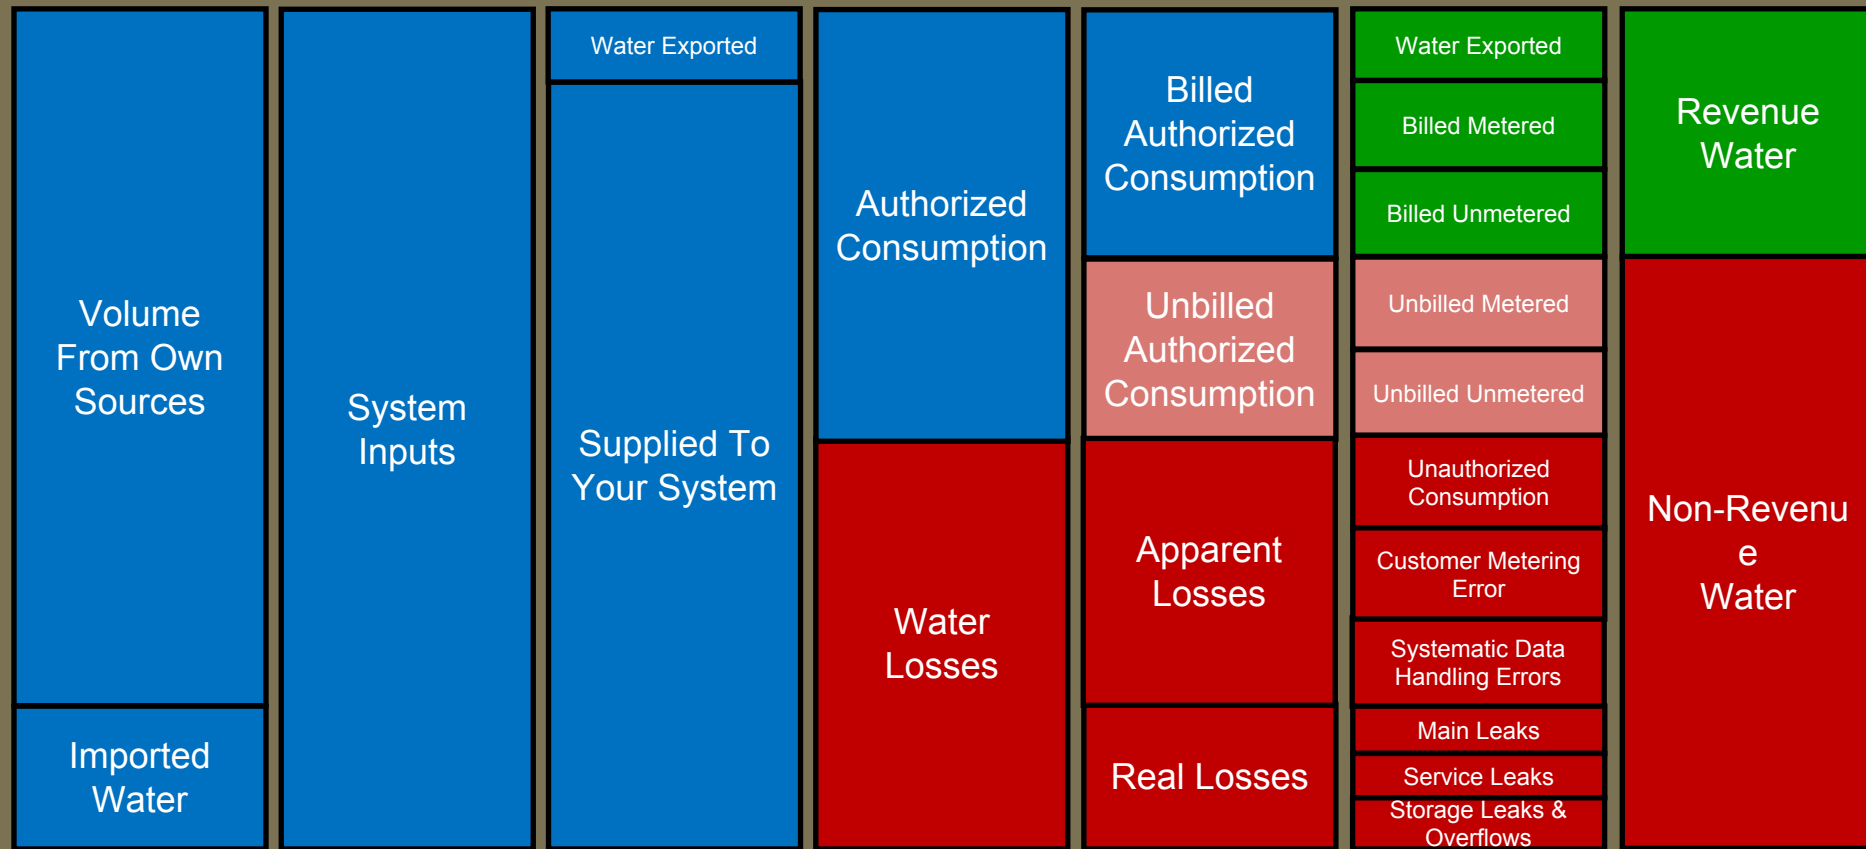 Volume
From Own
Sources
Imported
Water
System
Inputs
Water Exported
Supplied To
Your System
Authorized
Consumption
Water
Losses
Billed
Authorized
Consumption
Unbilled
Authorized
Consumption
Apparent
Losses
Real Losses
Water Exported
Billed Metered
Billed Unmetered
Unbilled Metered
Unbilled Unmetered
Unauthorized
Consumption
Customer Metering
Error
Systematic Data
Handling Errors
Main Leaks
Service Leaks
Storage Leaks &
Overflows
Revenue
Water
Non-Revenu
e
Water